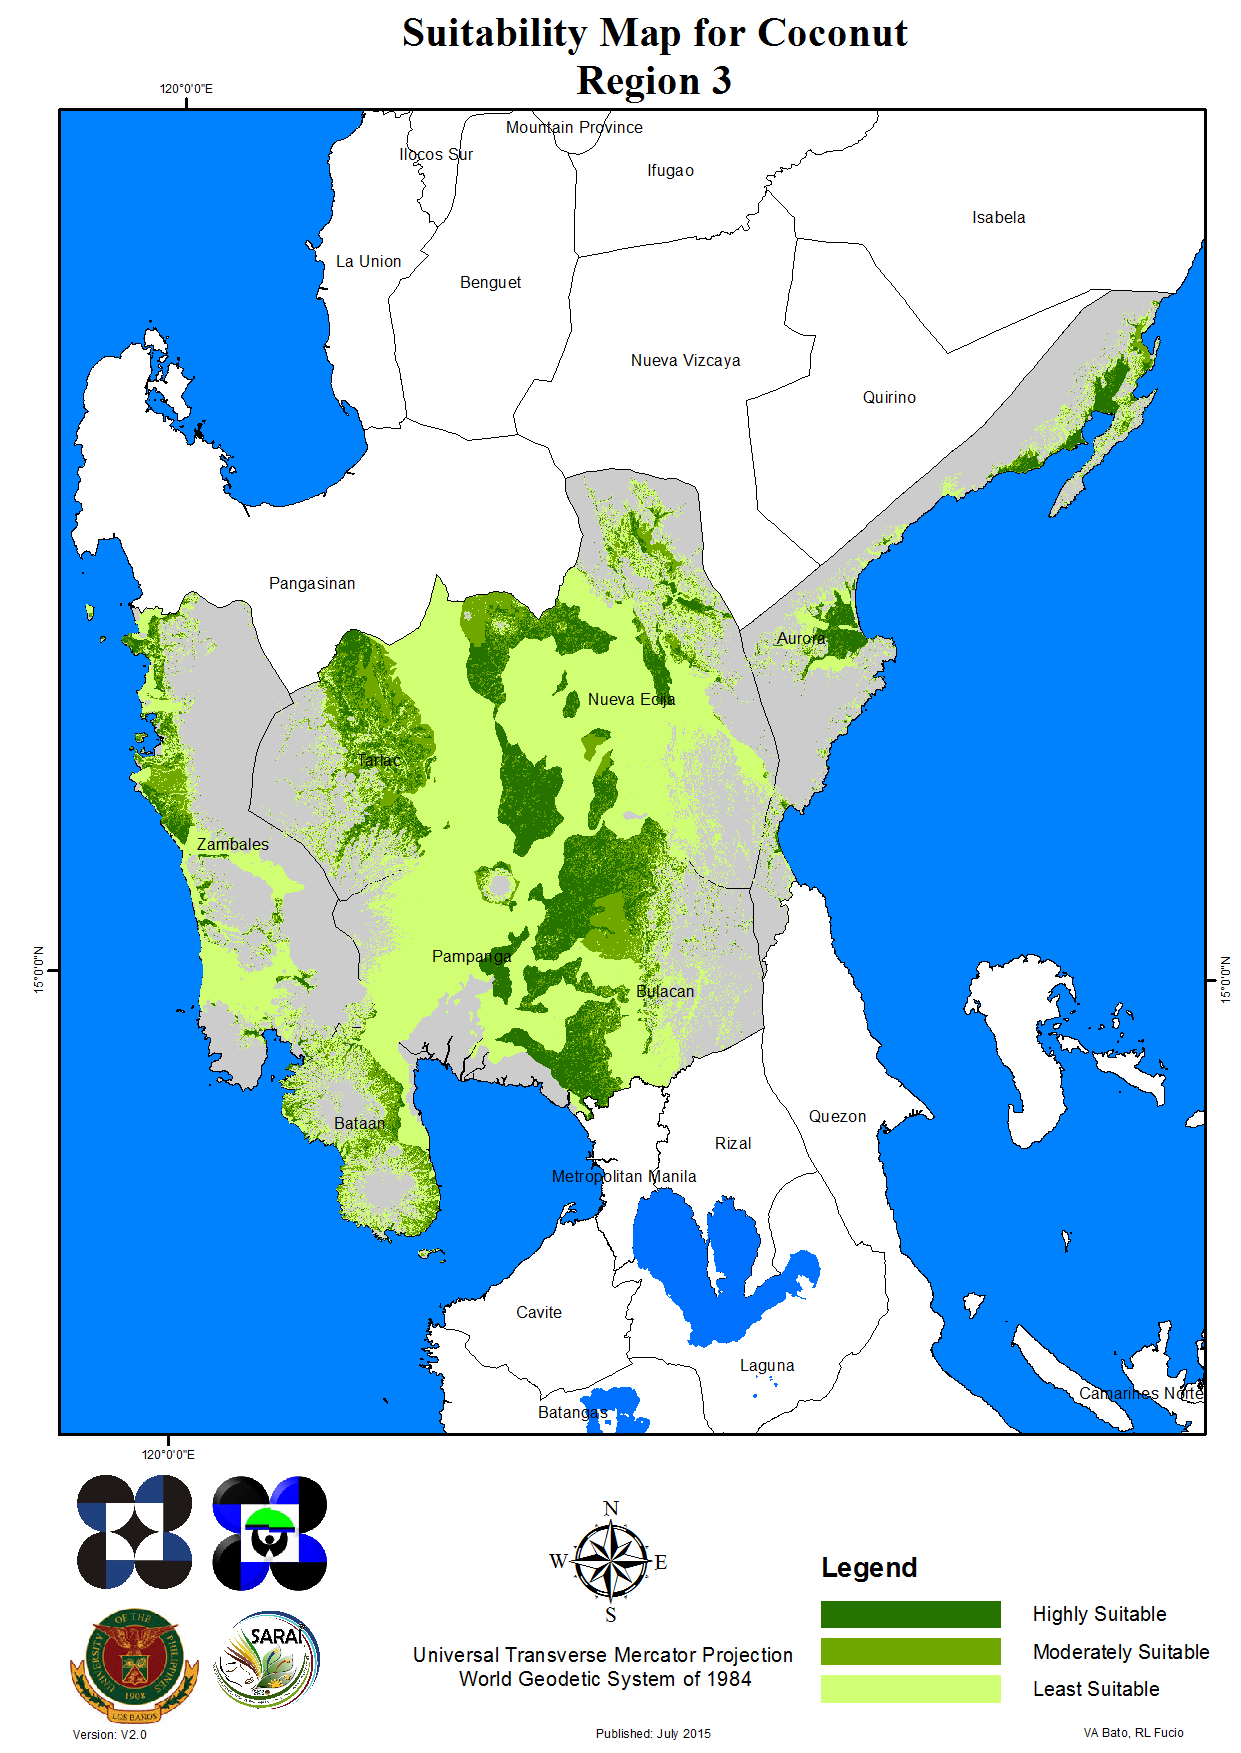 Suitability Map for Coconut
Region 3
120°0'0"E
Mountain Province
Ilocos Sur
Ifugao
Isabela
La Union
Benguet
Nueva Vizcaya
Quirino
Pangasinan
Aurora
Nueva Ecija
Tarlac
Zambales
Pampanga
15°0'0"N
15°0'0"N
Bulacan
Bataan
Quezon
Rizal
Metropolitan Manila
Cavite
Laguna
Camarines Norte
Batangas
120°0'0"E
N
W E
S
Legend
Highly Suitable
Moderately Suitable
Least Suitable
UNIVERSITY OF THE PHILIPPINES
1908
LOS BAÑOS
SARAI
Universal Transverse Mercator Projection
World Geodetic System of 1984
Version: V2.0
Published: July 2015
VA Bato, RL Fucio